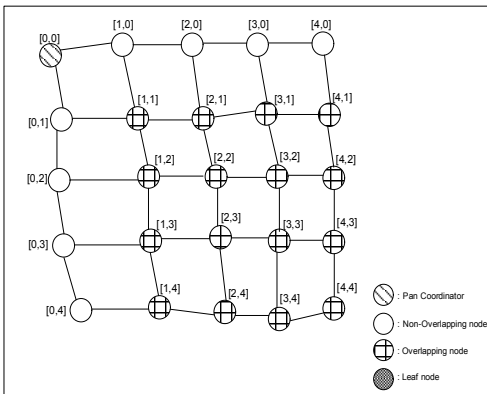 [0,0] [1,0] [2,0] [3,0] [4,0]
[0,1] [1,1] [2,1] [3,1] [4,1]
[0,2] [1,2] [2,2] [3,2] [4,2]
[0,3] [1,3] [2,3] [3,3] [4,3]
[0,4] [1,4] [2,4] [3,4] [4,4]
: Pan Coordinator
: Non-Overlapping node
: Overlapping node
: Leaf node